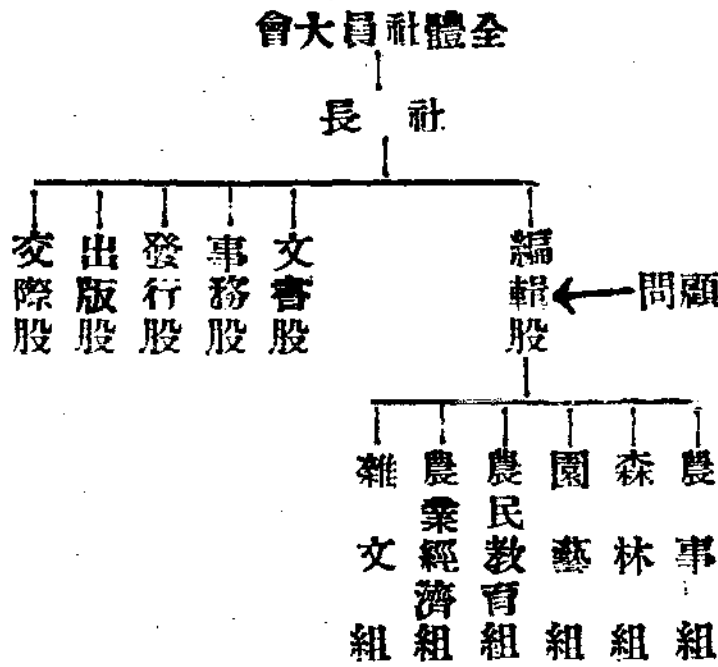 全體社員大會
社長
編輯股
顧問
文書股
事務股
發行股
出版股
交際股
農事組
森林組
園藝組
農民教育組
農業經濟組
雜文組